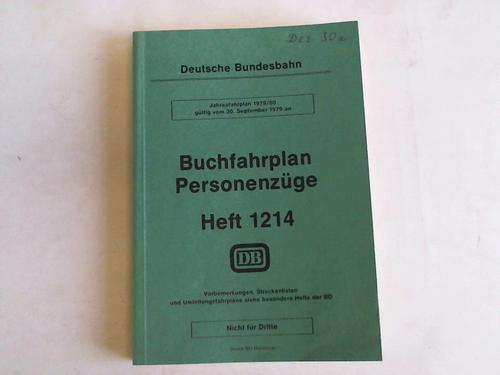 Dez 30a
Deutsche Bundesbahn
Jahresfahrplan 1979/80
gültig vom 30. September 1979 an
Buchfahrplan
Personenzüge
Heft 1214
DB
Vorbemerkungen, Streckenlisten
und Umleitungsfahrpläne siehe besondere Hefte der BD
Nicht für Dritte